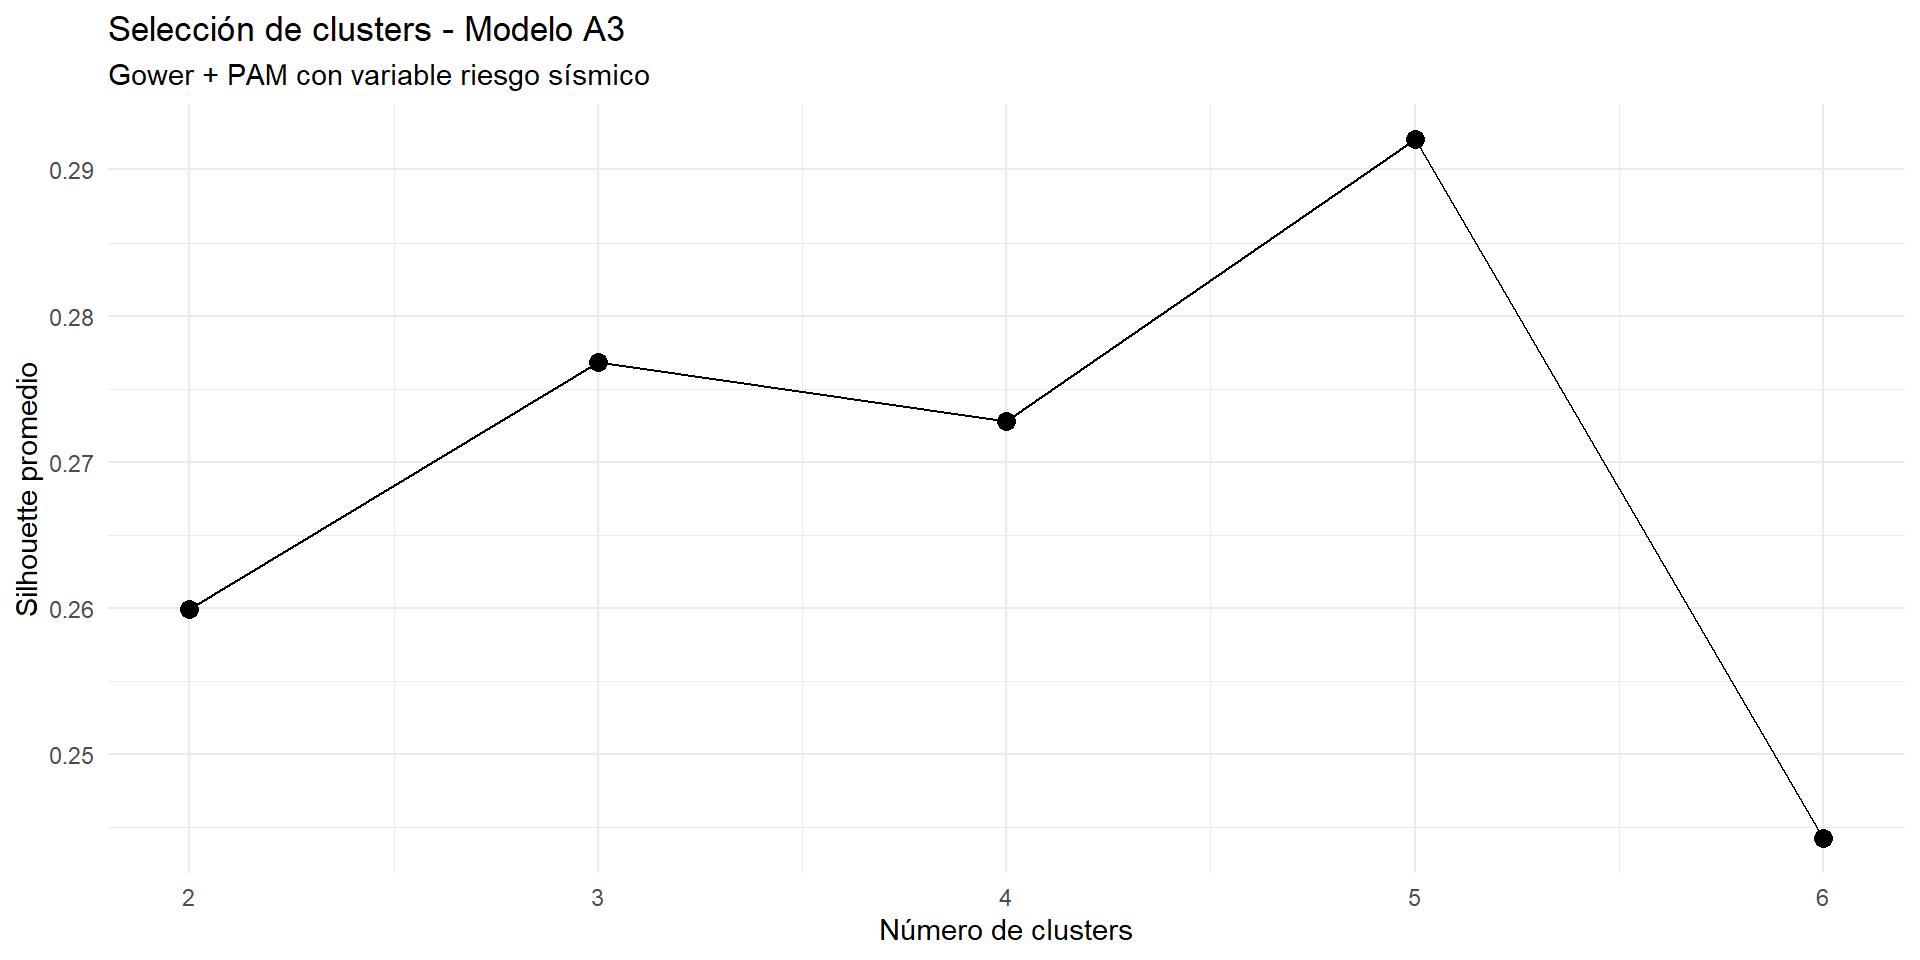 Selección de clusters - Modelo A3
Gower + PAM con variable riesgo sísmico
Silhouette promedio
0.29
0.28
0.27
0.26
0.25
2 3 4 5 6
Número de clusters